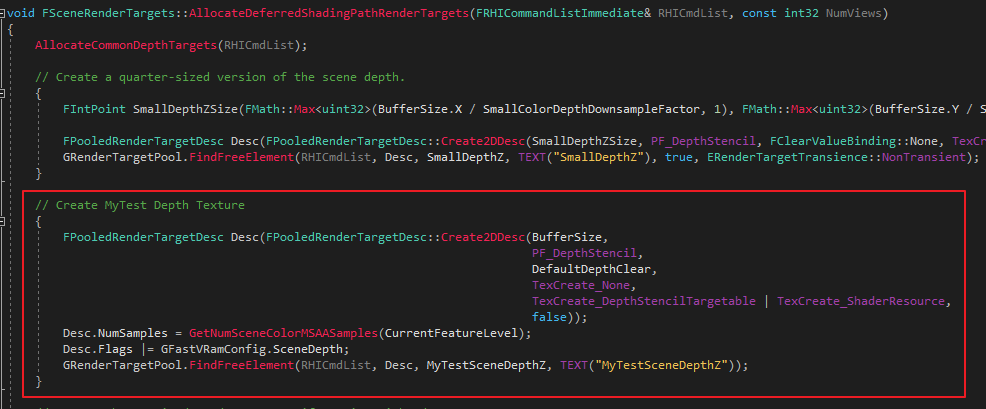 void FSceneRenderTargets::AllocateDeferredShadingPathRenderTargets(FRHICommandListImmediate& RHICmdList, const int32 NumViews)
{
AllocateCommonDepthTargets(RHICmdList);
// Create a quarter-sized version of the scene depth.
{
FIntPoint SmallDepthZSize(FMath::Max<uint32>(BufferSize.X / SmallColorDepthDownsampleFactor, 1), FMath::Max<uint32>(BufferSize.Y /
FPooledRenderTargetDesc Desc(FPooledRenderTargetDesc::Create2DDesc(SmallDepthZSize, PF_DepthStencil, FClearValueBinding::None,
GRenderTargetPool.FindFreeElement(RHICmdList, Desc, SmallDepthZ, TEXT("SmallDepthZ"), true, ERenderTargetTransience::NonTransient);
}
// Create MyTest Depth Texture
{
FPooledRenderTargetDesc Desc(FPooledRenderTargetDesc::Create2DDesc(BufferSize,
PF_DepthStencil,
DefaultDepthClear,
TexCreate_None,
TexCreate_DepthStencilTargetable | TexCreate_ShaderResource,
false));
Desc.NumSamples = GetNumSceneColorMSAASamples(CurrentFeatureLevel);
Desc.Flags |= GFastVRamConfig.SceneDepth;
GRenderTargetPool.FindFreeElement(RHICmdList, Desc, MyTestSceneDepthZ, TEXT("MyTestSceneDepthZ"));
}